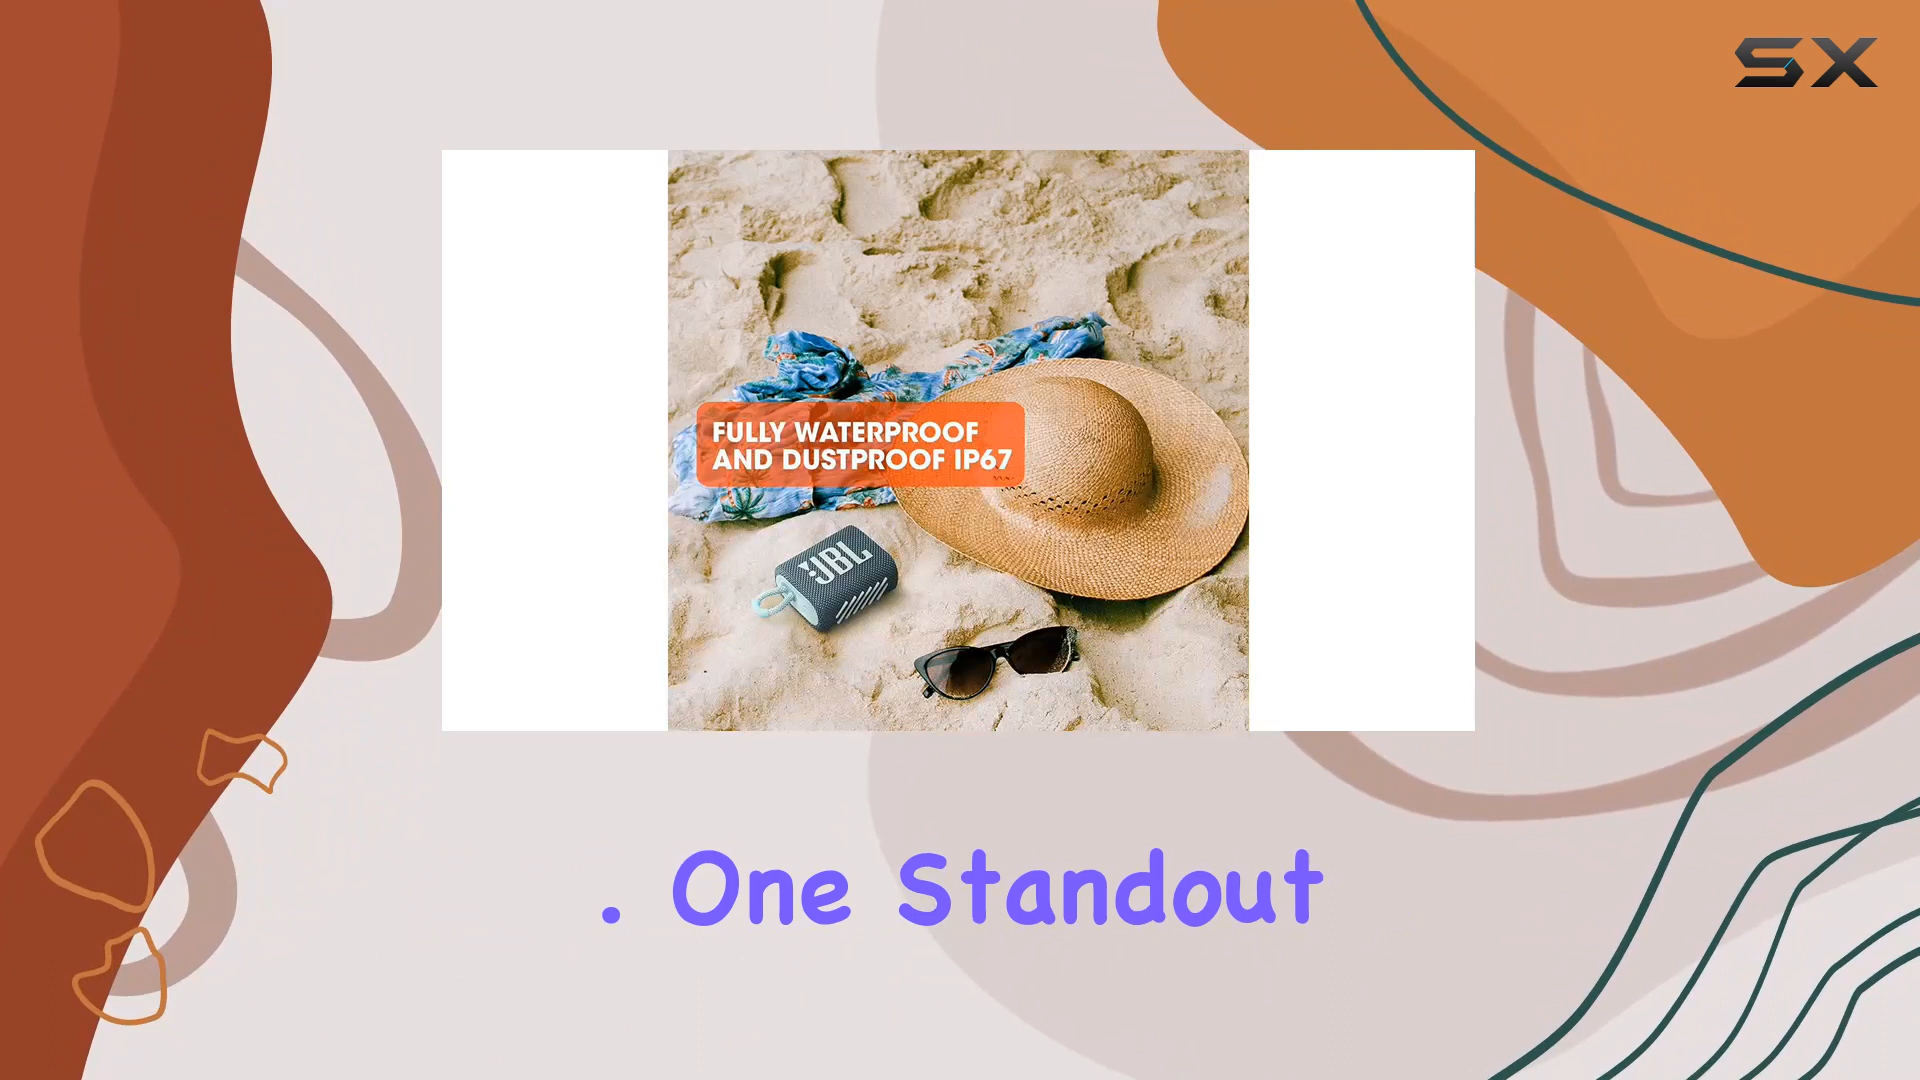 SX
FULLY WATERPROOF
AND DUSTPROOF IP67
JBL
. One Standout